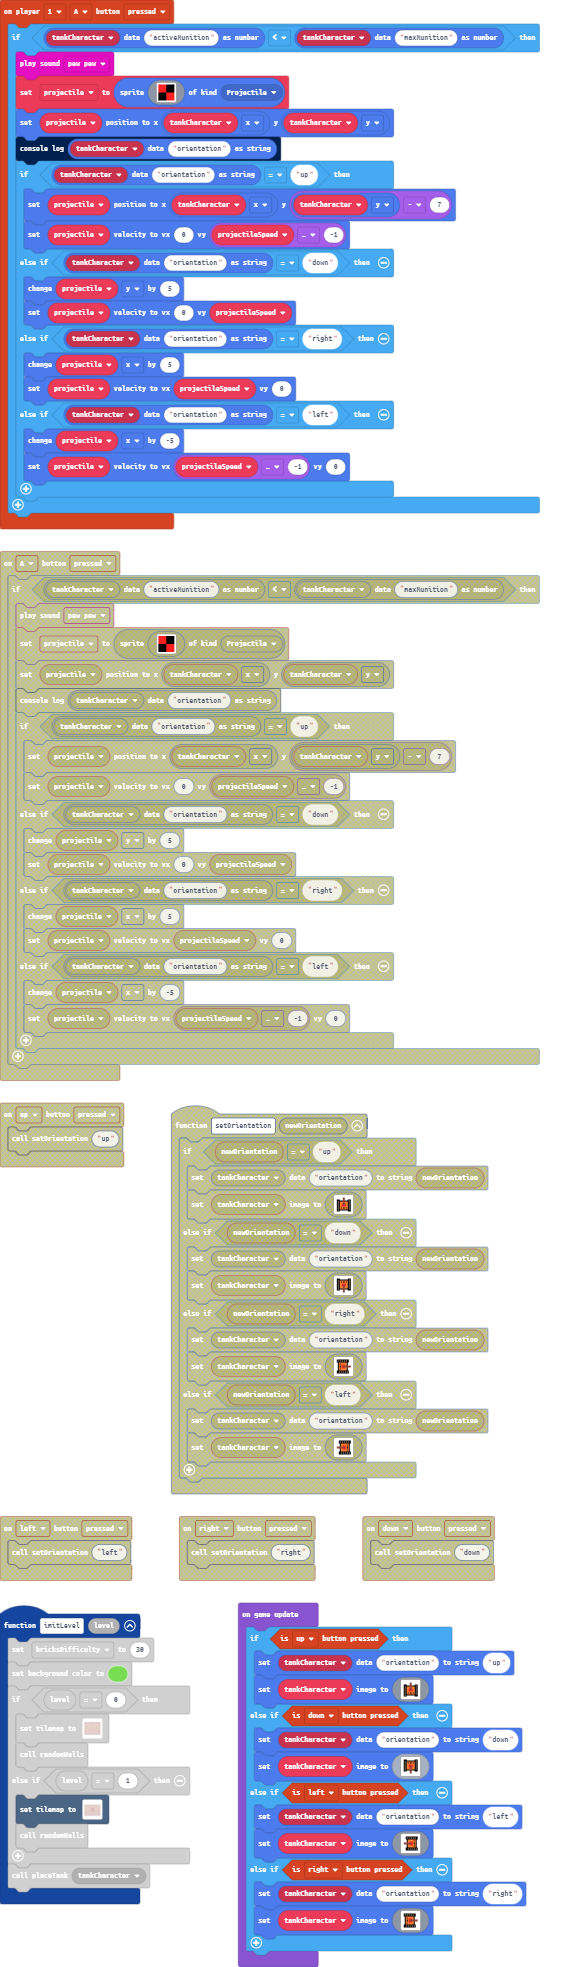 on player 1 A button pressed
if tankCharacter data "activeMunition" as number < tankCharacter data "maxMunition" as number then
play sound pew pew
set projectile to sprite of kind Projectile
set projectile position to x tankCharacter x y tankCharacter y
console log tankCharacter data "orientation" as string
if tankCharacter data "orientation" as string = "up" then
set projectile position to x tankCharacter x y tankCharacter y - 7
set projectile velocity to vx 0 vy projectileSpeed - -1
else if tankCharacter data "orientation" as string = "down" then
change projectile y by 5
set projectile velocity to vx 0 vy projectileSpeed
else if tankCharacter data "orientation" as string = "right" then
change projectile x by 5
set projectile velocity to vx projectileSpeed vy 0
else if tankCharacter data "orientation" as string = "left" then
change projectile x by -5
set projectile velocity to vx projectileSpeed - -1 vy 0
on A button pressed
if tankCharacter data "activeMunition" as number < tankCharacter data "maxMunition" as number then
play sound pew pew
set projectile to sprite of kind Projectile
set projectile position to x tankCharacter x y tankCharacter y
console log tankCharacter data "orientation" as string
if tankCharacter data "orientation" as string = "up" then
set projectile position to x tankCharacter x y tankCharacter y - 7
set projectile velocity to vx 0 vy projectileSpeed - -1
else if tankCharacter data "orientation" as string = "down" then
change projectile y by 5
set projectile velocity to vx 0 vy projectileSpeed
else if tankCharacter data "orientation" as string = "right" then
change projectile x by 5
set projectile velocity to vx projectileSpeed vy 0
else if tankCharacter data "orientation" as string = "left" then
change projectile x by -5
set projectile velocity to vx projectileSpeed - -1 vy 0
on up button pressed
call setOrientation "up"
function setOrientation newOrientation
if newOrientation = "up" then
set tankCharacter data "orientation" to string newOrientation
set tankCharacter image to
else if newOrientation = "down" then
set tankCharacter data "orientation" to string newOrientation
set tankCharacter image to
else if newOrientation = "right" then
set tankCharacter data "orientation" to string newOrientation
set tankCharacter image to
else if newOrientation = "left" then
set tankCharacter data "orientation" to string newOrientation
set tankCharacter image to
on left button pressed
call setOrientation "left"
on right button pressed
call setOrientation "right"
on down button pressed
call setOrientation "down"
function initLevel level
set bricksDifficulty to 30
set background color to
if level = 0 then
set tilemap to
call randomWalls
else if level = 1 then
set tilemap to
call randomWalls
call placeTank tankCharacter
on game update
if is up button pressed then
set tankCharacter data "orientation" to string "up"
set tankCharacter image to
else if is down button pressed then
set tankCharacter data "orientation" to string "down"
set tankCharacter image to
else if is left button pressed then
set tankCharacter data "orientation" to string "left"
set tankCharacter image to
else if is right button pressed then
set tankCharacter data "orientation" to string "right"
set tankCharacter image to